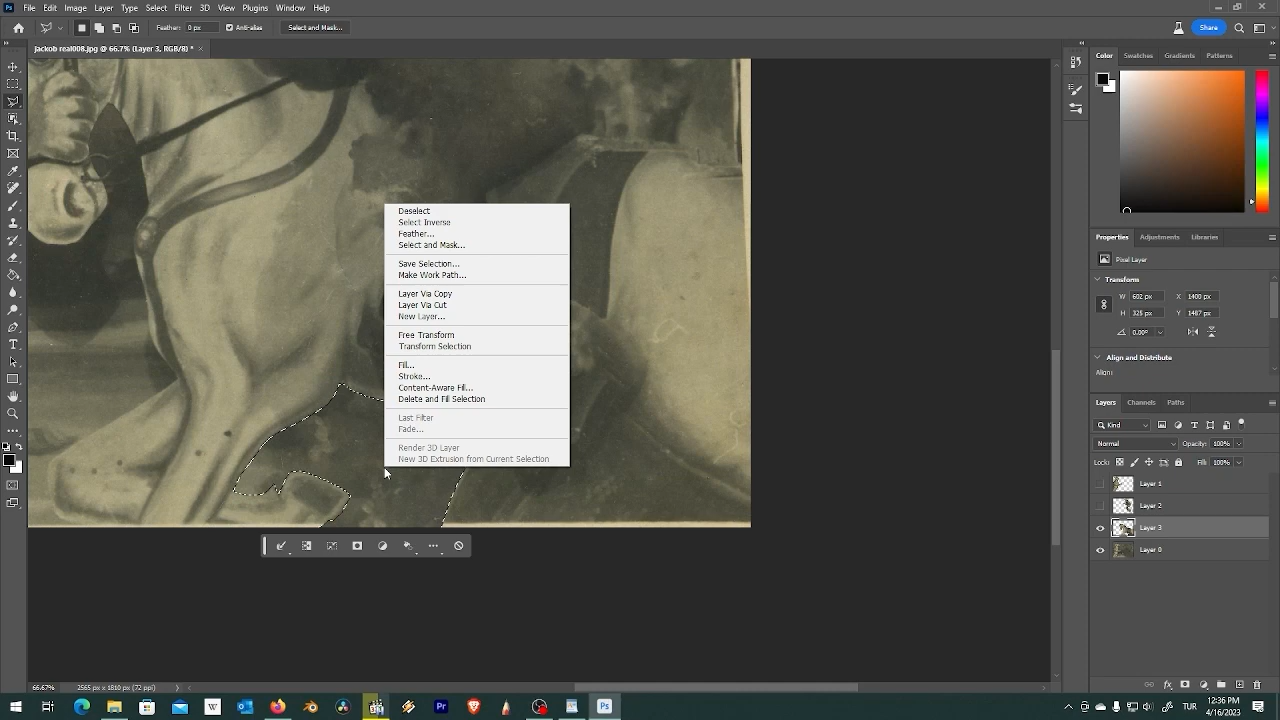 File Edit Image Layer Type Select Filter 3D View Plugins Window Help
Feather: 0 px Anti-alias Select and Mask... Share
jackob real008.jpg @ 66.7% (Layer 3, RGB/8) *
Color Swatches Gradients Patterns
Deselect
Select Inverse
Feather...
Select and Mask...
Save Selection...
Make Work Path...
Layer Via Copy
Layer Via Cut
New Layer...
Free Transform
Transform Selection
Fill...
Stroke...
Content-Aware Fill...
Delete and Fill Selection
Last Filter
Fade...
Render 3D Layer
New 3D Extrusion from Current Selection
Properties Adjustments Libraries
Pixel Layer
Transform
W 602 px X 1400 px
H 325 px Y 1487 px
0.00°
Align and Distribute
Align:
Layers Channels Paths
Kind
Normal Opacity: 100%
Lock: Fill: 100%
Layer 1
Layer 2
Layer 3
Layer 0
66.67% 2565 px x 1810 px (72 ppi)
TUR 12:36 PM